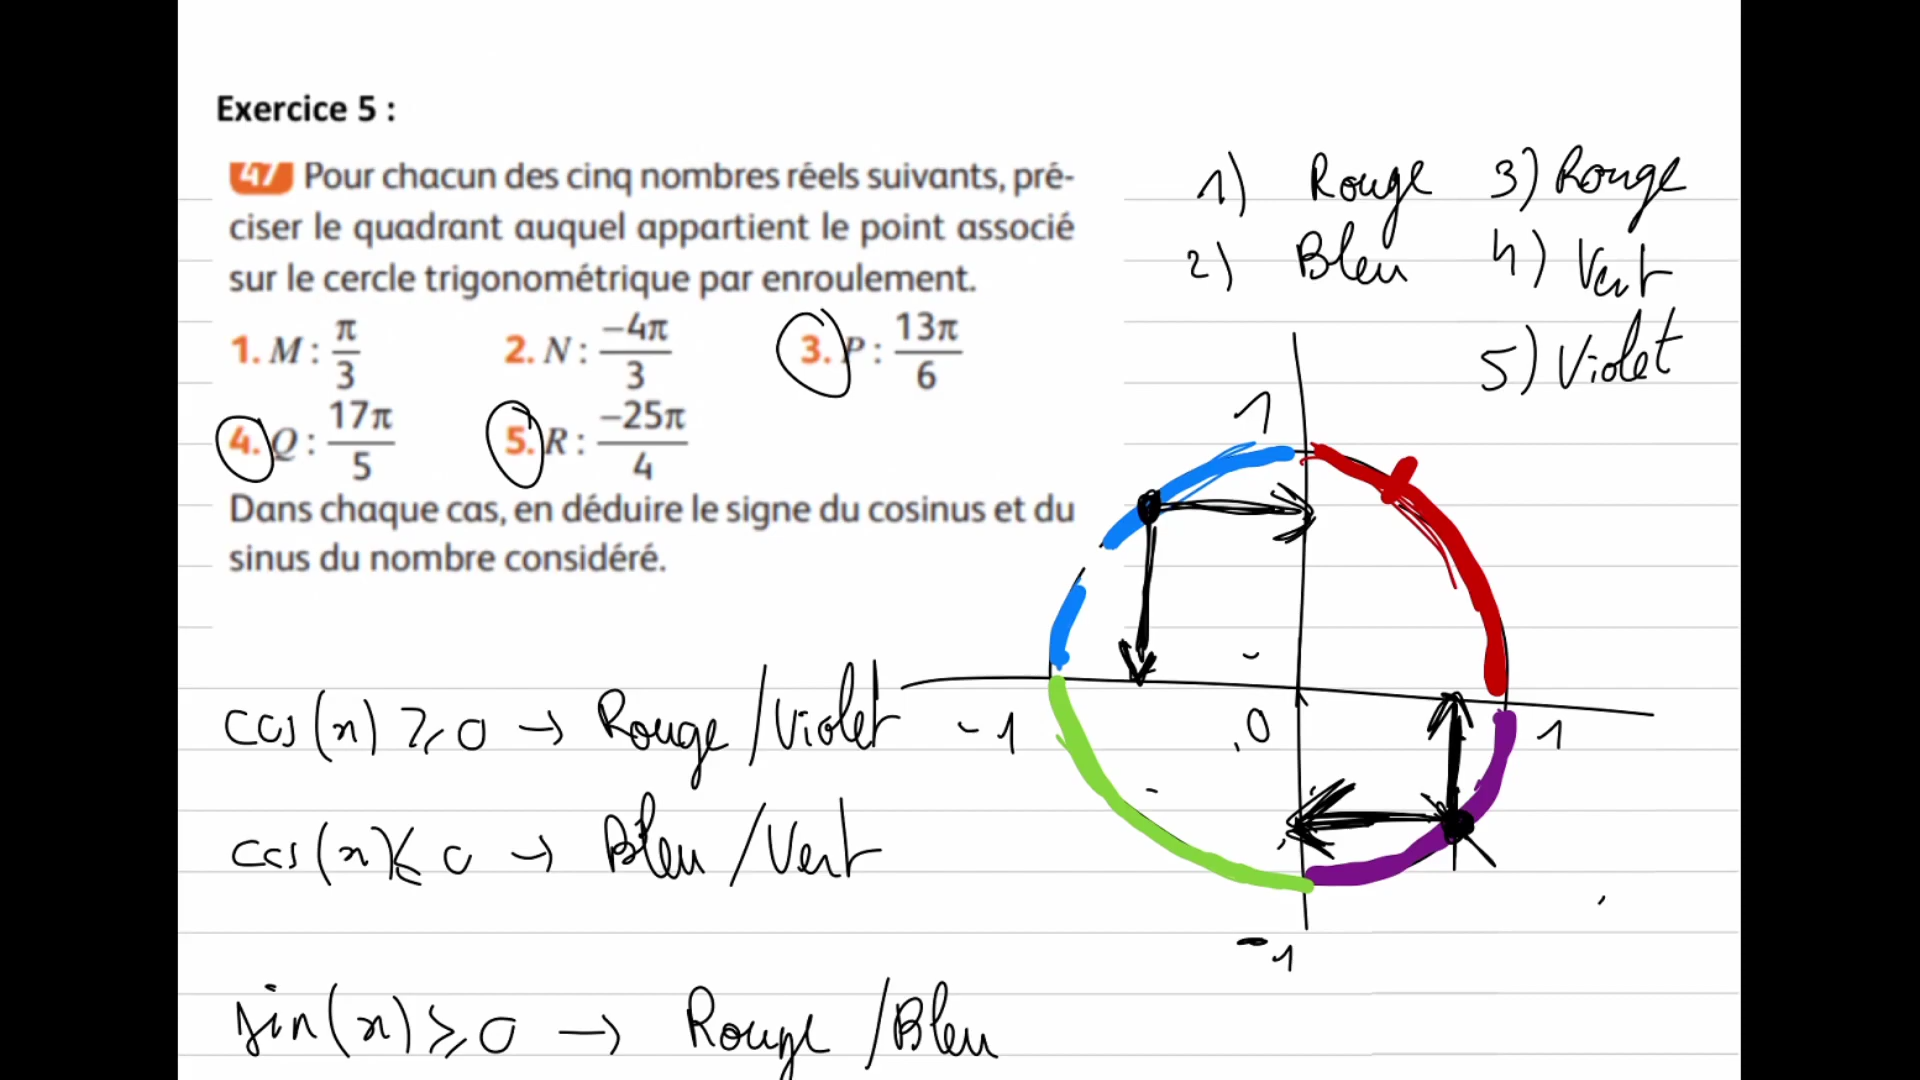 Exercice 5 :
47 Pour chacun des cinq nombres réels suivants, pré-
ciser le quadrant auquel appartient le point associé
sur le cercle trigonométrique par enroulement.
1. M : π/3 2. N : −4π/3 3. P : 13π/6
4. Q : 17π/5 5. R : −25π/4
Dans chaque cas, en déduire le signe du cosinus et du
sinus du nombre considéré.
1) Rouge 3) Rouge
2) Bleu 4) Vert
5) Violet
1
-1 0 1
-1
cos(x) ⩾ 0 → Rouge / Violet
cos(x) ⩽ 0 → Bleu / Vert
sin(x) ⩾ 0 → Rouge / Bleu